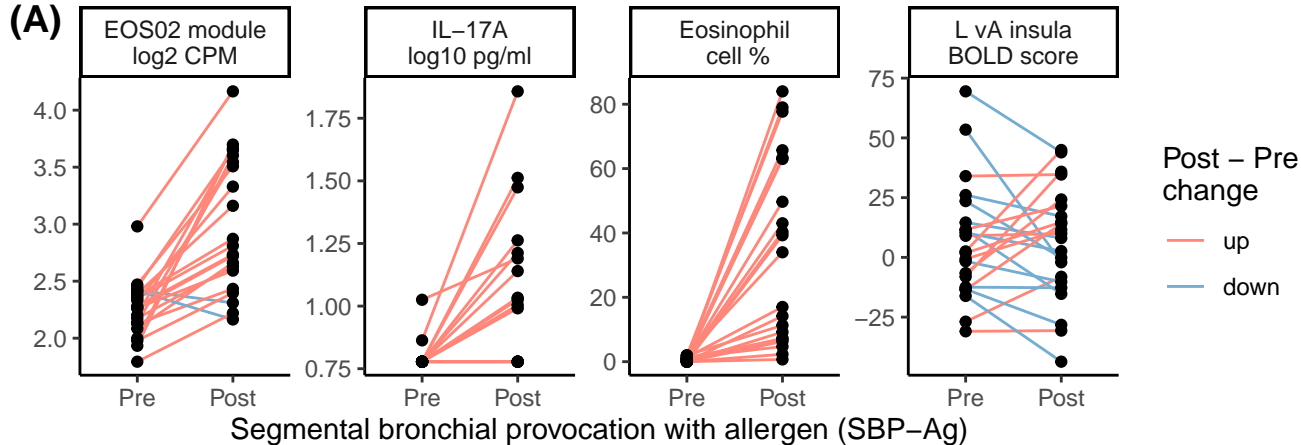 (A)
EOS02 module
log2 CPM
IL−17A
log10 pg/ml
Eosinophil
cell %
L vA insula
BOLD score
4.0
3.5
3.0
2.5
2.0
1.75
1.50
1.25
1.00
0.75
80
60
40
20
0
75
50
25
0
−25
Pre Post
Pre Post
Pre Post
Pre Post
Segmental bronchial provocation with allergen (SBP−Ag)
Post − Pre
change
up
down